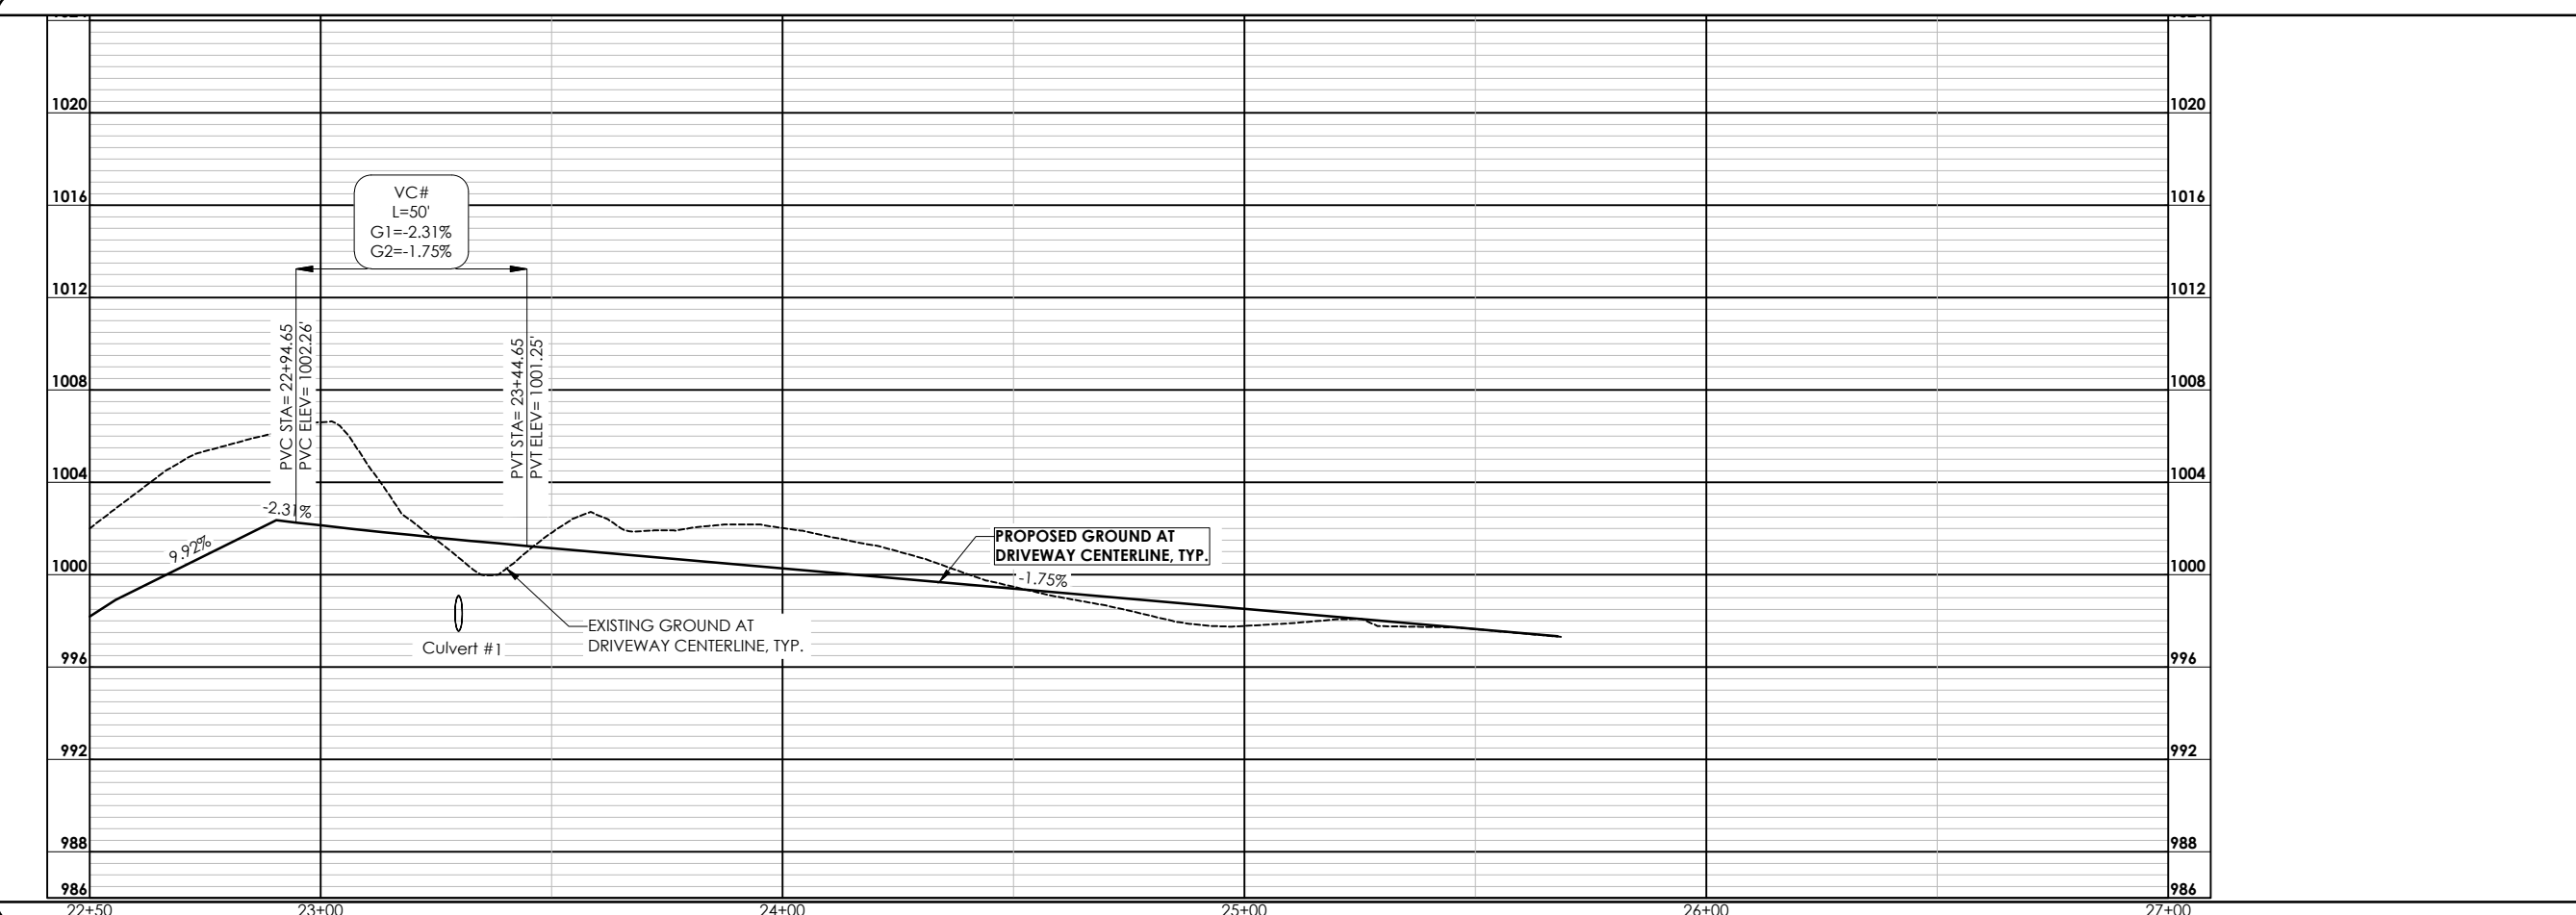 1020
1020
VC#
L=50'
G1=-2.31%
G2=-1.75%
1016
1016
1012
1012
PVC STA= 22+94.65
PVC ELEV= 1002.26'
PVT STA= 23+44.65
PVT ELEV= 1001.25'
1008
1008
1004
1004
-2.31%
9.92%
PROPOSED GROUND AT
DRIVEWAY CENTERLINE, TYP.
1000
-1.75%
1000
EXISTING GROUND AT
DRIVEWAY CENTERLINE, TYP.
Culvert #1
996
996
992
992
988
988
986
986
22+50
23+00
24+00
25+00
26+00
27+00